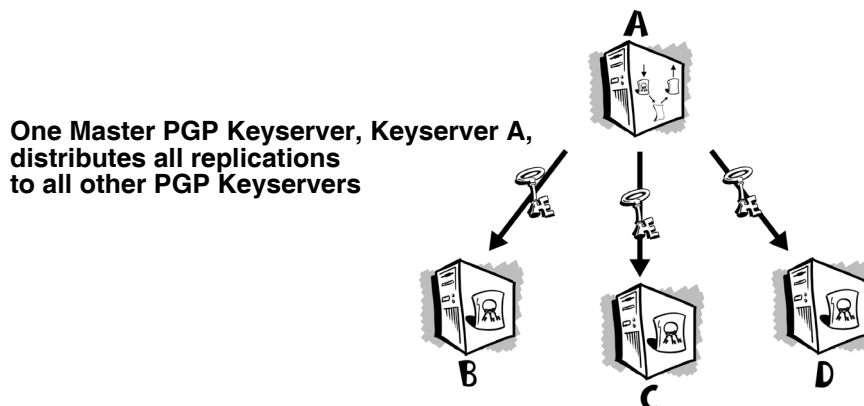 A
One Master PGP Keyserver, Keyserver A,
distributes all replications
to all other PGP Keyservers
B
C
D